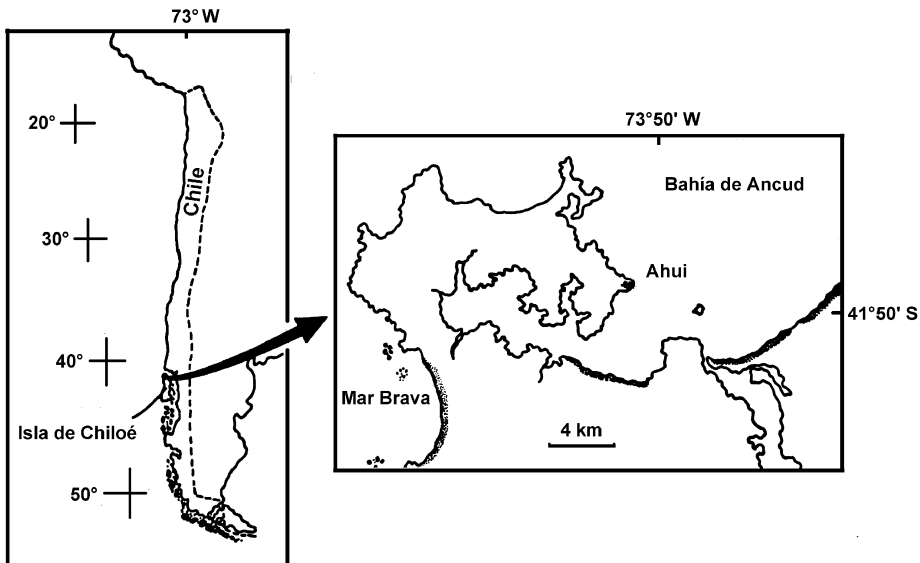 73° W
20°
Chile
30°
40°
Isla de Chiloé
50°
73°50' W
Bahía de Ancud
Ahui
41°50' S
Mar Brava
4 km